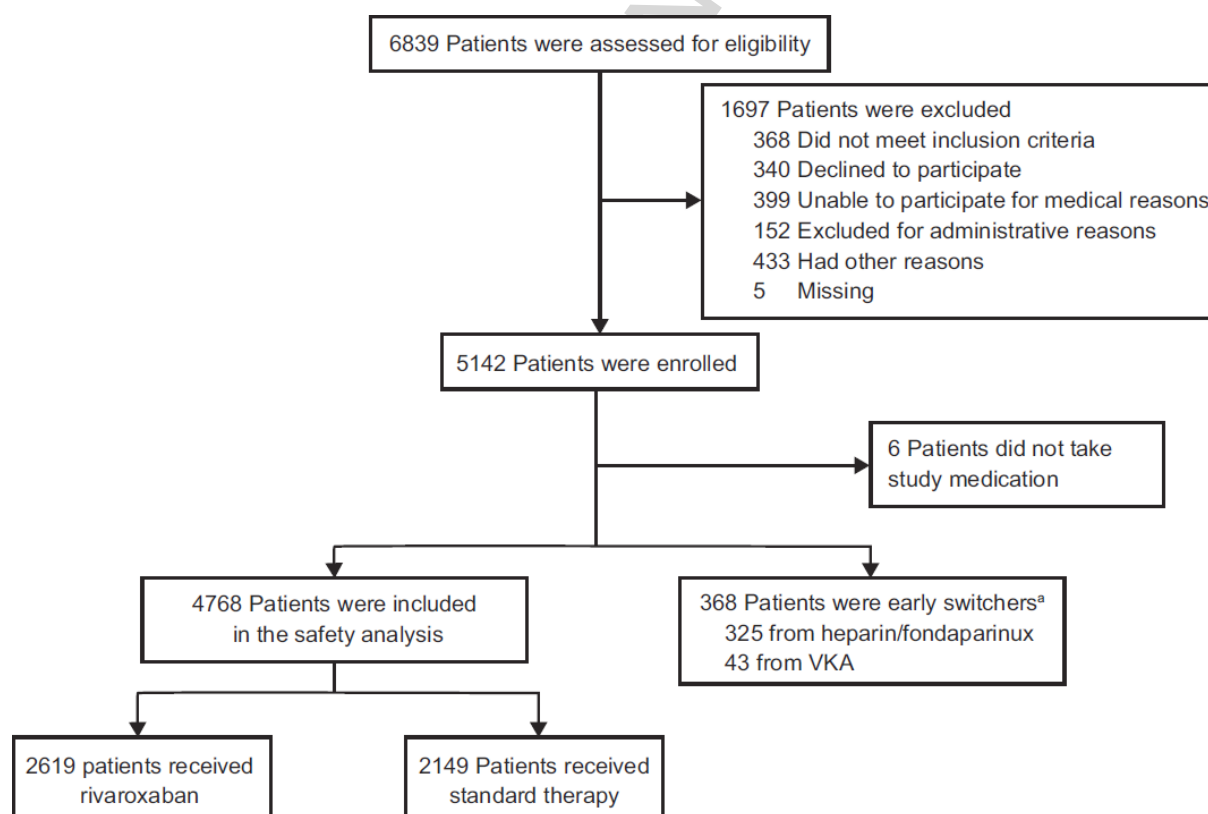 6839 Patients were assessed for eligibility
1697 Patients were excluded
368 Did not meet inclusion criteria
340 Declined to participate
399 Unable to participate for medical reasons
152 Excluded for administrative reasons
433 Had other reasons
5 Missing
5142 Patients were enrolled
6 Patients did not take
study medication
4768 Patients were included
in the safety analysis
368 Patients were early switchersᵃ
325 from heparin/fondaparinux
43 from VKA
2619 patients received
rivaroxaban
2149 Patients received
standard therapy